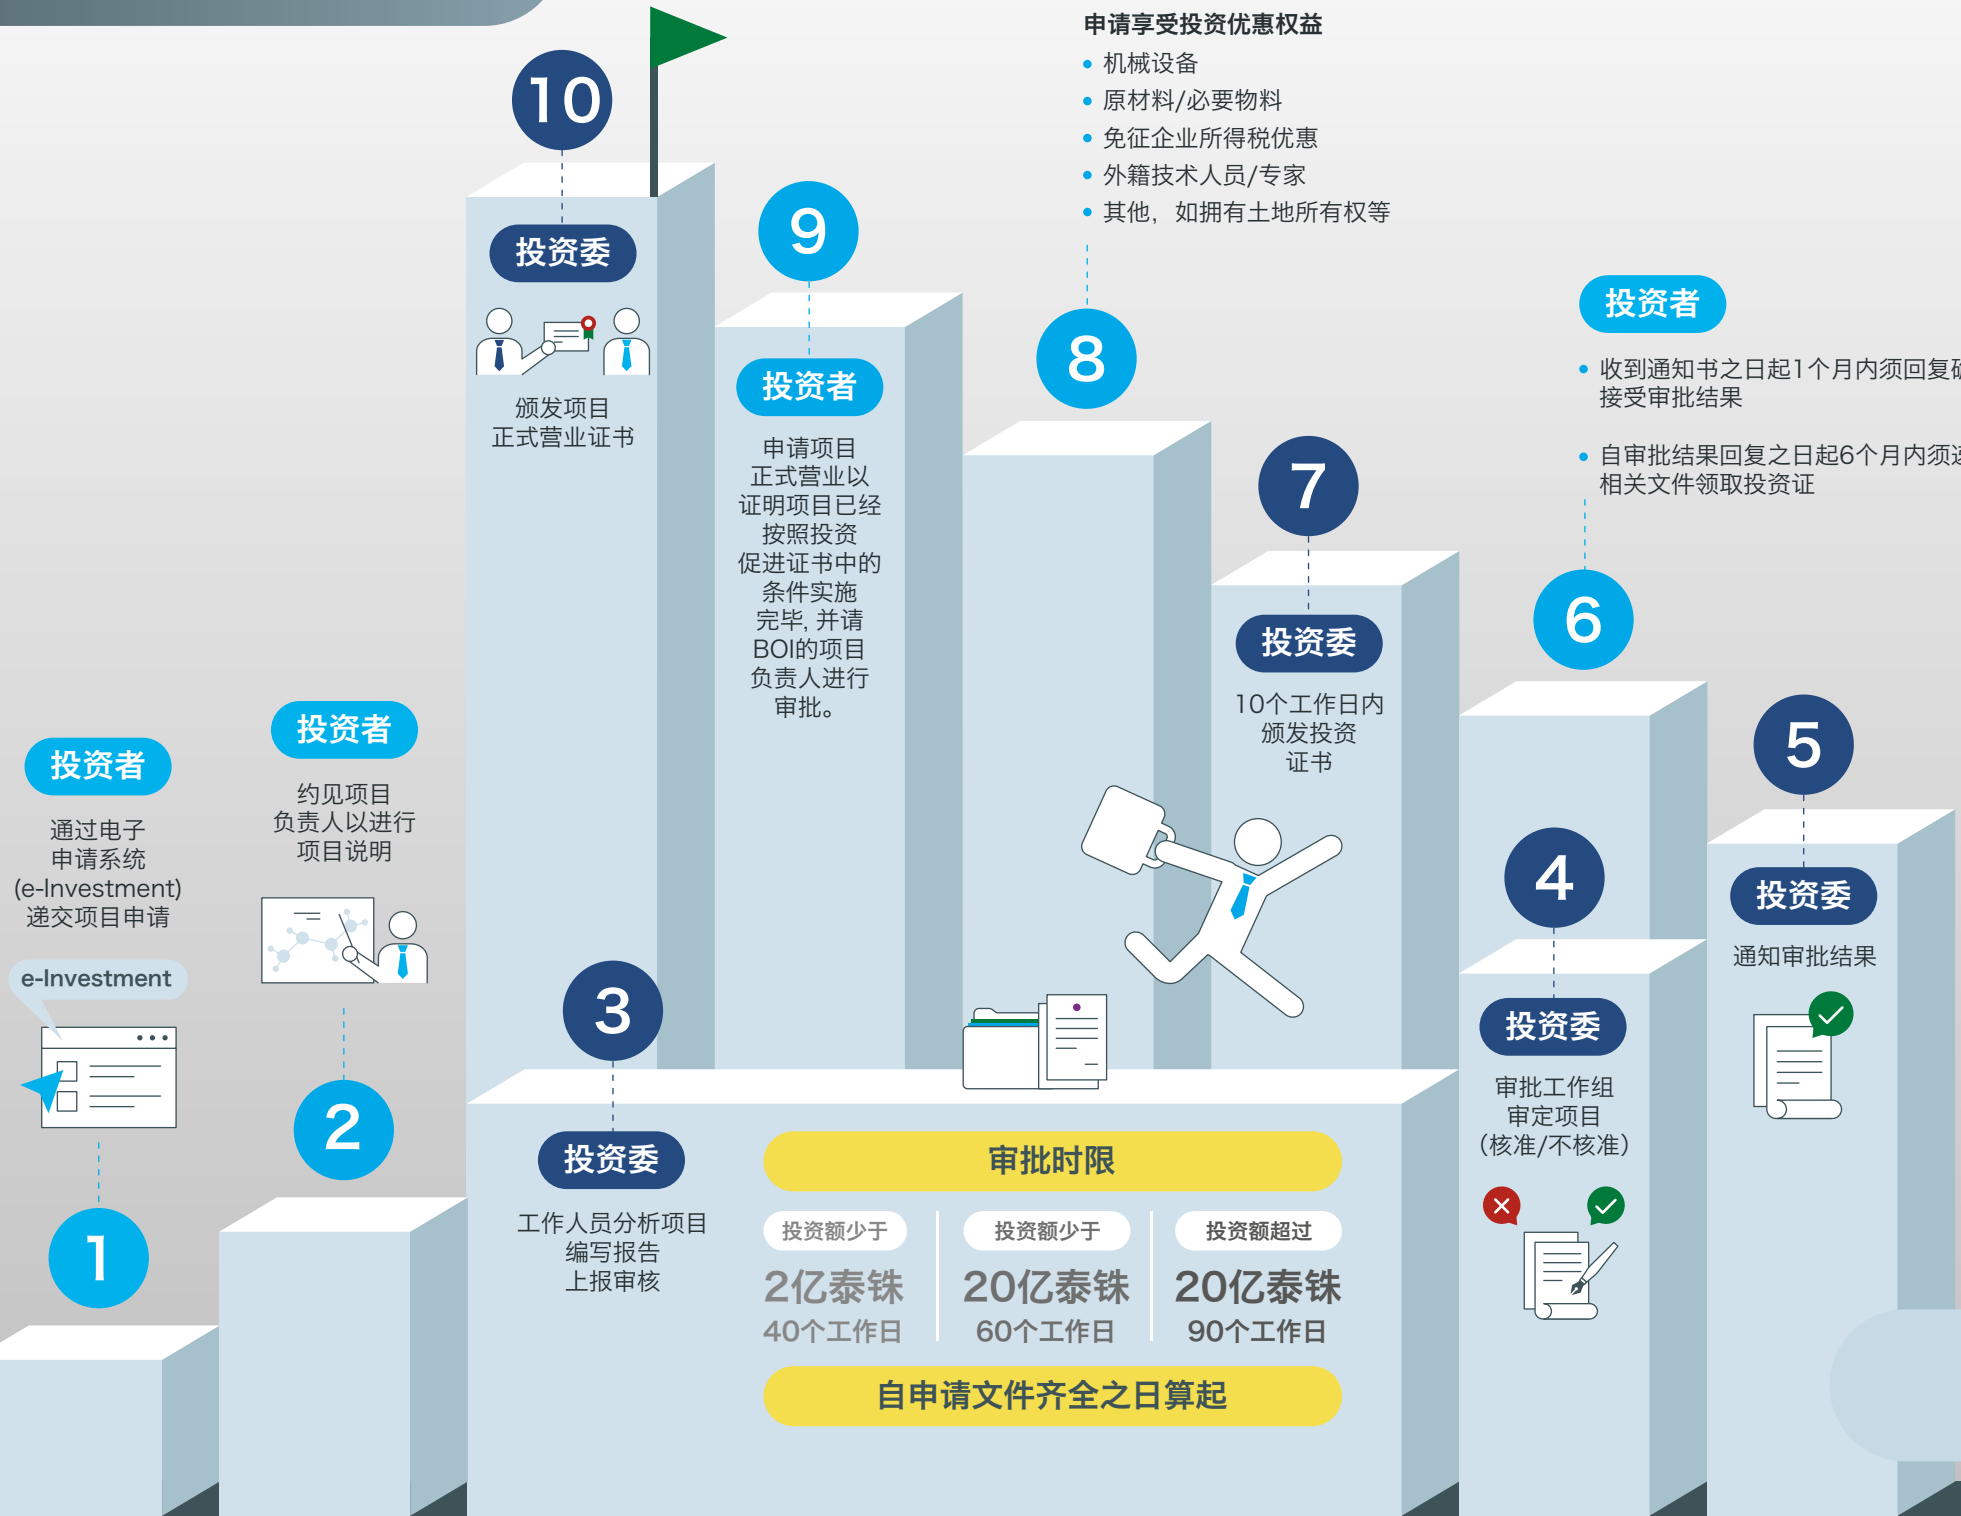 1
投资者
通过电子
申请系统
(e-Investment)
递交项目申请
e-Investment
2
投资者
约见项目
负责人以进行
项目说明
3
投资委
工作人员分析项目
编写报告
上报审核
审批时限
投资额少于
2亿泰铢
40个工作日
投资额少于
20亿泰铢
60个工作日
投资额超过
20亿泰铢
90个工作日
自申请文件齐全之日算起
4
投资委
审批工作组
审定项目
（核准/不核准）
5
投资委
通知审批结果
6
投资者
• 收到通知书之日起1个月内须回复
接受审批结果
• 自审批结果回复之日起6个月内须
相关文件领取投资证
7
投资委
10个工作日内
颁发投资
证书
8
申请享受投资优惠权益
• 机械设备
• 原材料/必要物料
• 免征企业所得税优惠
• 外籍技术人员/专家
• 其他，如拥有土地所有权等
9
投资者
申请项目
正式营业以
证明项目已经
按照投资
促进证书中的
条件实施
完毕, 并请
BOI的项目
负责人进行
审批。
10
投资委
颁发项目
正式营业证书